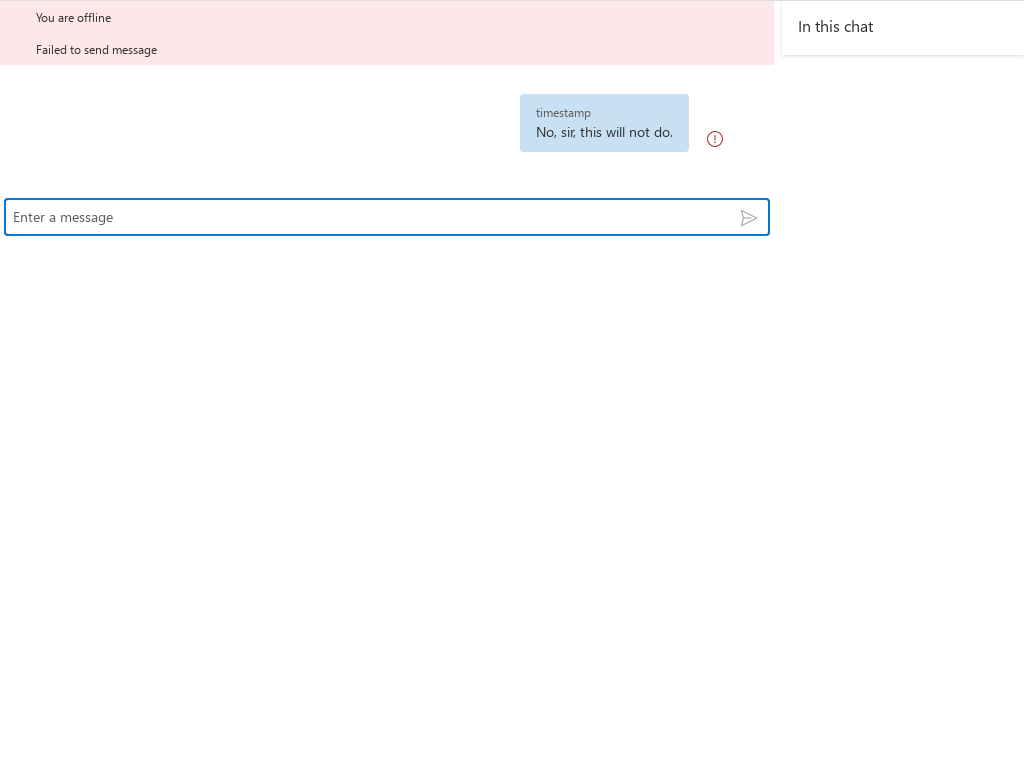 You are offline
Failed to send message
In this chat
timestamp
No, sir, this will not do.
Enter a message